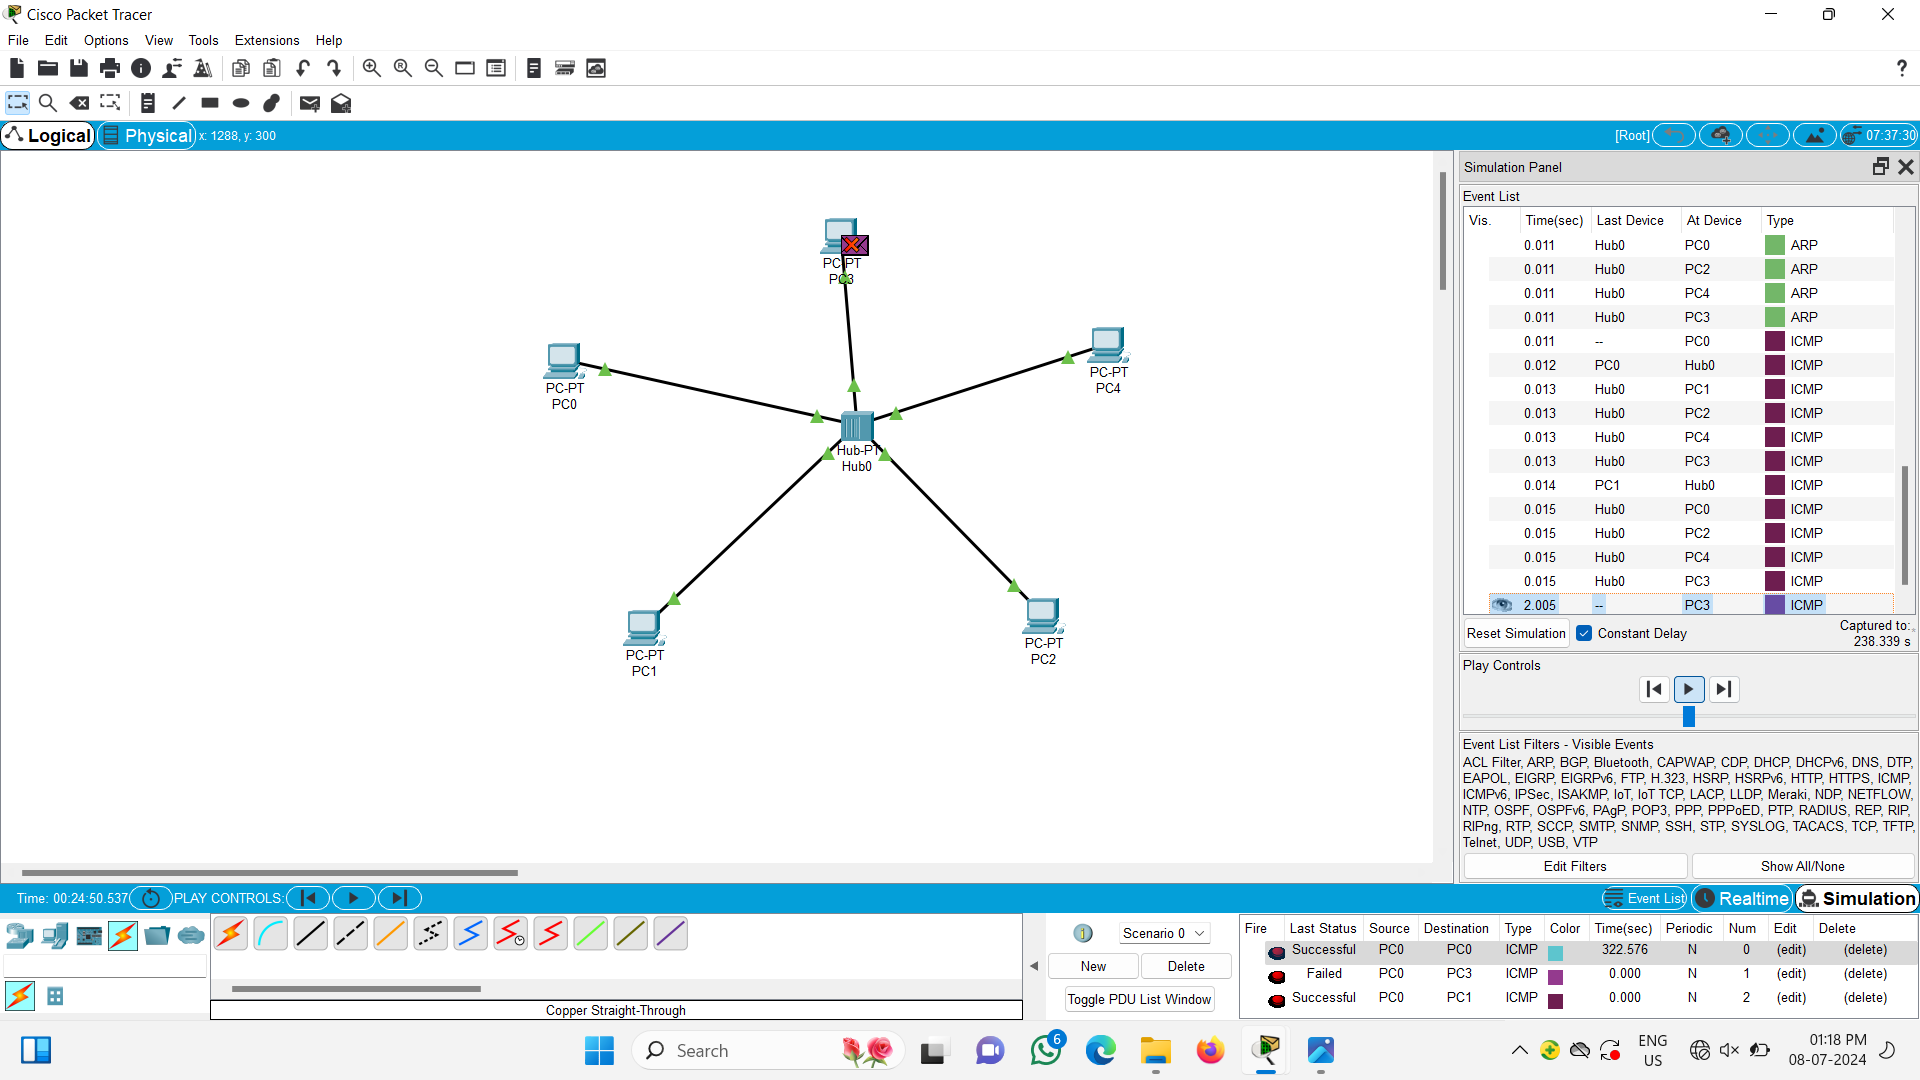 Cisco Packet Tracer
File Edit Options View Tools Extensions Help
Logical Physical x: 1288, y: 300 [Root] 07:37:30
PC-PT
PC3
PC-PT
PC0
PC-PT
PC4
Hub-PT
Hub0
PC-PT
PC1
PC-PT
PC2
Simulation Panel
Event List
Vis. Time(sec) Last Device At Device Type
0.011 Hub0 PC0 ARP
0.011 Hub0 PC2 ARP
0.011 Hub0 PC4 ARP
0.011 Hub0 PC3 ARP
0.011 -- PC0 ICMP
0.012 PC0 Hub0 ICMP
0.013 Hub0 PC1 ICMP
0.013 Hub0 PC2 ICMP
0.013 Hub0 PC4 ICMP
0.013 Hub0 PC3 ICMP
0.014 PC1 Hub0 ICMP
0.015 Hub0 PC0 ICMP
0.015 Hub0 PC2 ICMP
0.015 Hub0 PC4 ICMP
0.015 Hub0 PC3 ICMP
2.005 -- PC3 ICMP
Reset Simulation Constant Delay Captured to:
238.339 s
Play Controls
Event List Filters - Visible Events
ACL Filter, ARP, BGP, Bluetooth, CAPWAP, CDP, DHCP, DHCPv6, DNS, DTP,
EAPOL, EIGRP, EIGRPv6, FTP, H.323, HSRP, HSRPv6, HTTP, HTTPS, ICMP,
ICMPv6, IPSec, ISAKMP, IoT, IoT TCP, LACP, LLDP, Meraki, NDP, NETFLOW,
NTP, OSPF, OSPFv6, PAgP, POP3, PPP, PPPoED, PTP, RADIUS, REP, RIP,
RIPng, RTP, SCCP, SMTP, SNMP, SSH, STP, SYSLOG, TACACS, TCP, TFTP,
Telnet, UDP, USB, VTP
Edit Filters Show All/None
Time: 00:24:50.537 PLAY CONTROLS: Event List Realtime Simulation
Scenario 0
New Delete
Toggle PDU List Window
Copper Straight-Through
Fire Last Status Source Destination Type Color Time(sec) Periodic Num Edit Delete
Successful PC0 PC0 ICMP 322.576 N 0 (edit) (delete)
Failed PC0 PC3 ICMP 0.000 N 1 (edit) (delete)
Successful PC0 PC1 ICMP 0.000 N 2 (edit) (delete)
Search 6 ENG
US
01:18 PM
08-07-2024